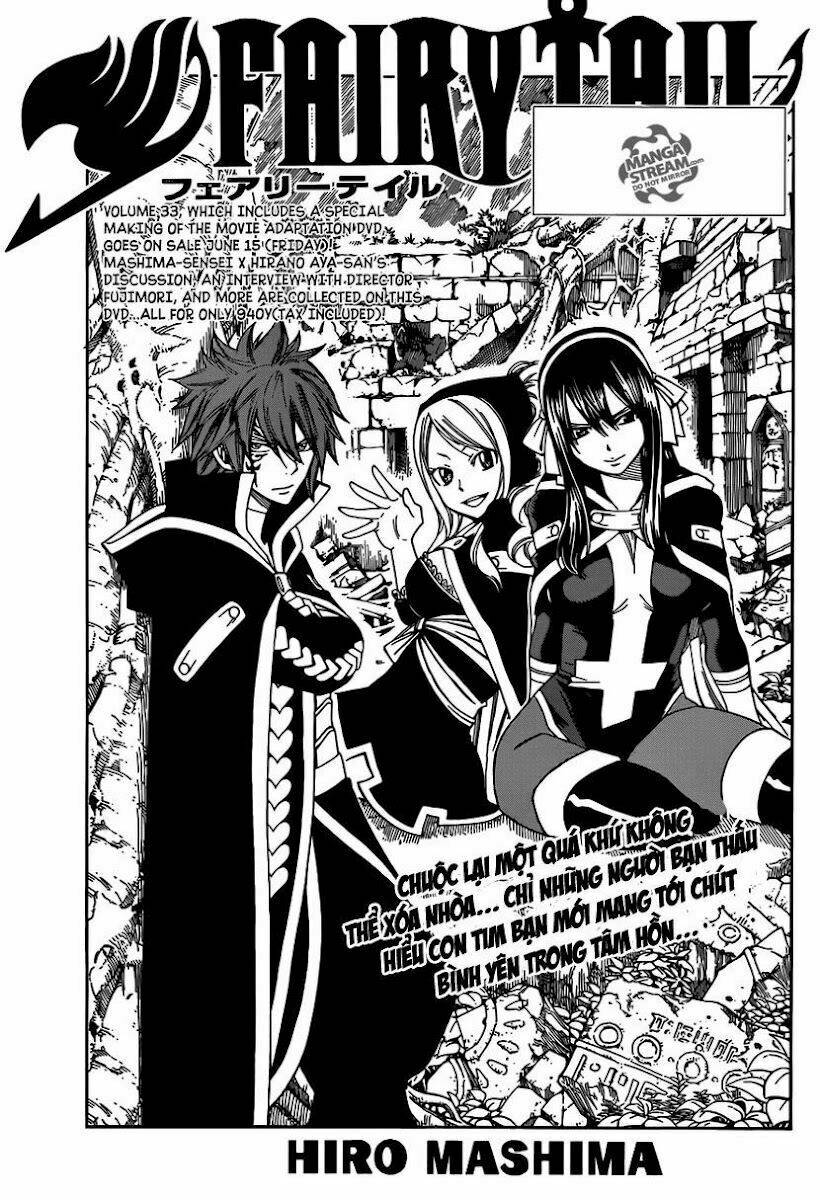 FAIRY TAIL
フェアリーテイル
MANGA
STREAM.com
DO NOT MIRROR
VOLUME 33, WHICH INCLUDES A SPECIAL
MAKING OF THE MOVIE ADAPTATION DVD,
GOES ON SALE JUNE 15 (FRIDAY)!
MASHIMA-SENSEI X HIRANO AYA-SAN'S
DISCUSSION, AN INTERVIEW WITH DIRECTOR
FUJIMORI, AND MORE ARE COLLECTED ON THIS
DVD...ALL FOR ONLY 940Y(TAX INCLUDED)!
CHUỘC LẠI MỘT QUÁ KHỨ KHÔNG
THỂ XÓA NHÒA... CHỈ NHỮNG NGƯỜI BẠN THẤU
HIỂU CON TIM BẠN MỚI MANG TỚI CHÚT
BÌNH YÊN TRONG TÂM HỒN...
HIRO MASHIMA